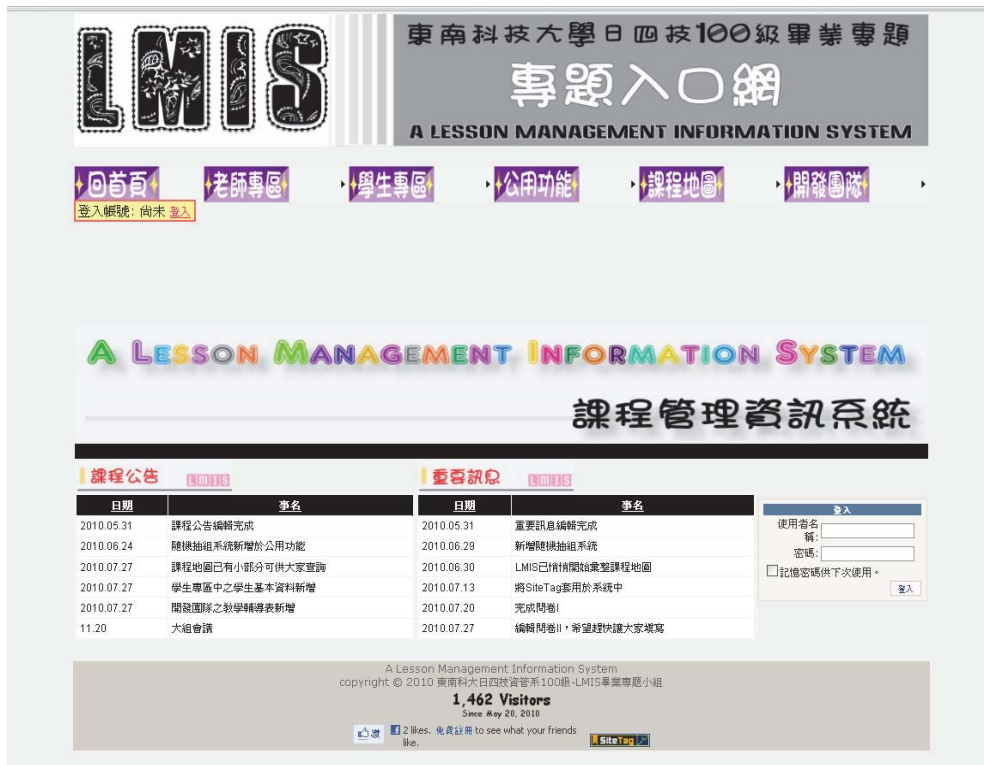 LMIS
東南科技大學日四技100級畢業專題
專題入口網
A LESSON MANAGEMENT INFORMATION SYSTEM
回首頁 老師專區 學生專區 公用功能 課程地圖 開發團隊
登入帳號: 尚未 登入
A LESSON MANAGEMENT INFORMATION SYSTEM
課程管理資訊系統
課程公告 LMIS
日期 事名
2010.05.31 課程公告編輯完成
2010.06.24 隨機抽組系統新增於公用功能
2010.07.27 課程地圖已有小部分可供大家查詢
2010.07.27 學生專區中之學生基本資料新增
2010.07.27 開發團隊之教學輔導表新增
11.20 大組會議
重要訊息 LMIS
日期 事名
2010.05.31 重要訊息編輯完成
2010.06.29 新增隨機抽組系統
2010.06.30 LMIS已悄悄開始彙整課程地圖
2010.07.13 將SiteTag套用於系統中
2010.07.20 完成問卷I
2010.07.27 編輯問卷II，希望趕快讓大家填寫
登入
使用者名
稱:
密碼:
記憶密碼供下次使用。
登入
A Lesson Management Information System
copyright © 2010 東南科大日四技資管系100級-LMIS畢業專題小組
1,462 Visitors
Since May 20, 2010
讚 2 likes. 免費註冊 to see what your friends
like.
SiteTag